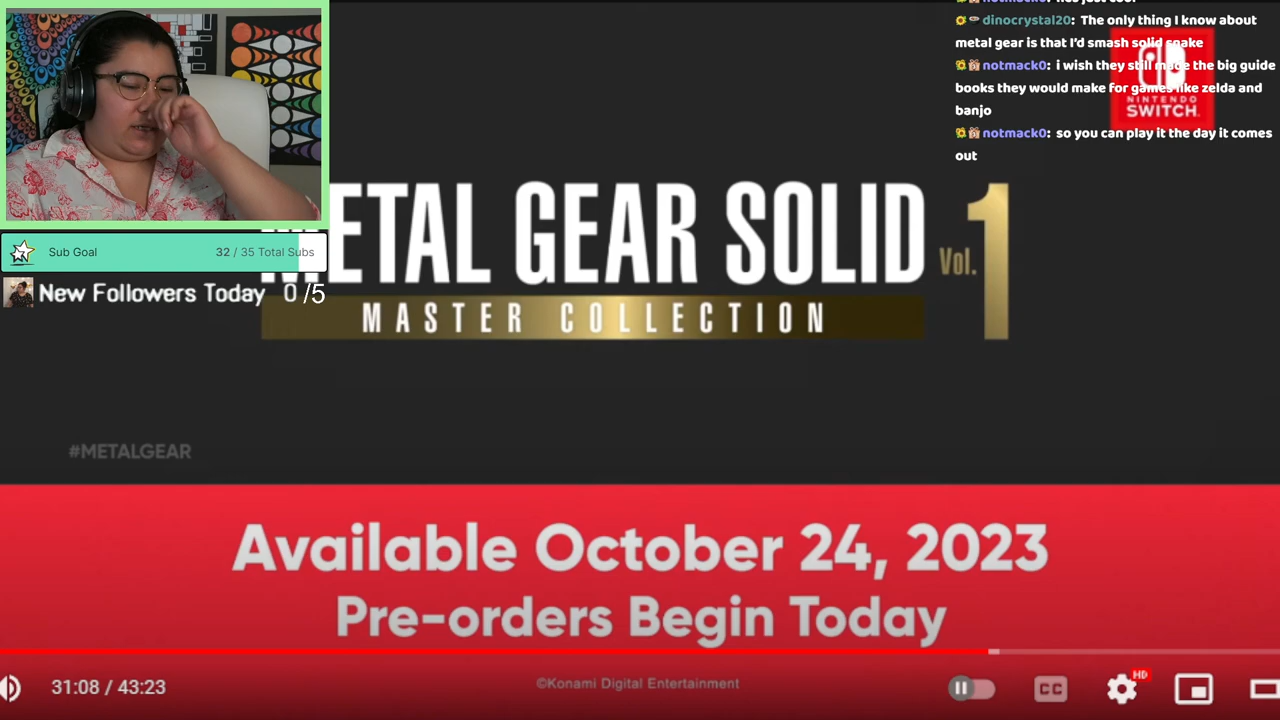 dinocrystal20: The only thing I know about
metal gear is that I'd smash solid snake
notmack0: i wish they still made the big guide
books they would make for games like zelda and
banjo
notmack0: so you can play it the day it comes
out
NINTENDO
SWITCH
METAL GEAR SOLID Vol. 1
MASTER COLLECTION
Sub Goal 32 / 35 Total Subs
New Followers Today 0 /5
#METALGEAR
Available October 24, 2023
Pre-orders Begin Today
31:08 / 43:23
©Konami Digital Entertainment
CC
HD